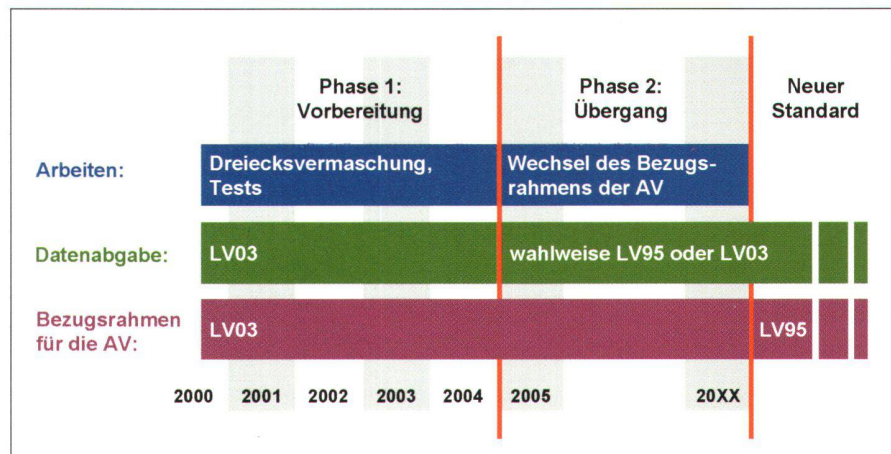 Phase 1:
Vorbereitung
Phase 2:
Übergang
Neuer
Standard
Arbeiten:
Dreiecksvermaschung,
Tests
Wechsel des Bezugs-
rahmens der AV
Datenabgabe:
LV03
wahlweise LV95 oder LV03
Bezugsrahmen
für die AV:
LV03
LV95
2000 2001 2002 2003 2004 2005 20XX